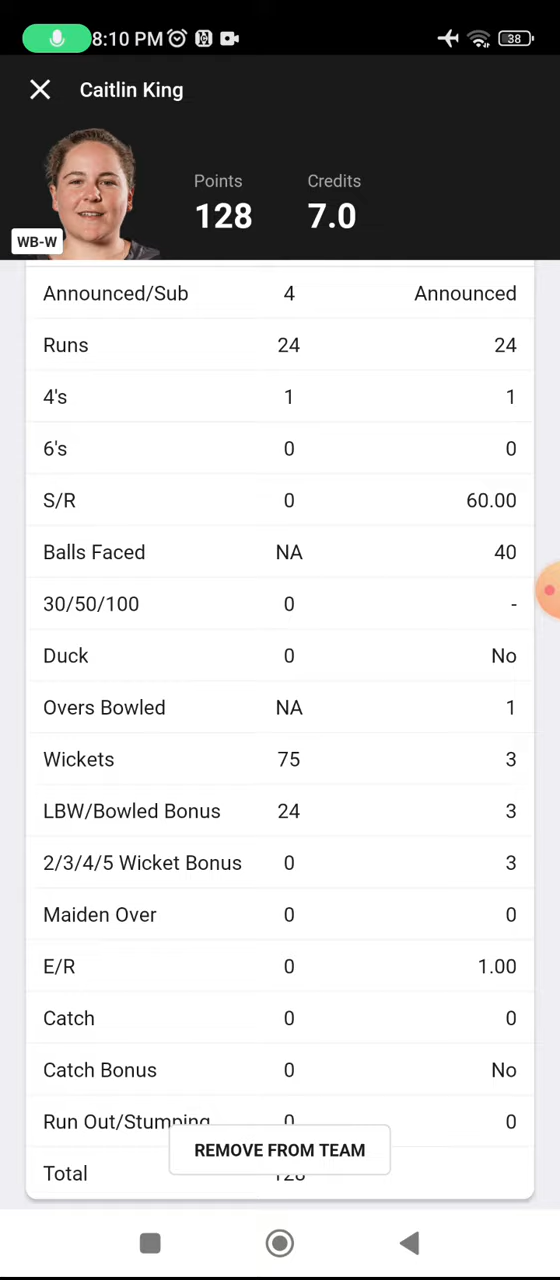 8:10 PM 38
Caitlin King
Points Credits
128 7.0
WB-W
Announced/Sub 4 Announced
Runs 24 24
4's 1 1
6's 0 0
S/R 0 60.00
Balls Faced NA 40
30/50/100 0 -
Duck 0 No
Overs Bowled NA 1
Wickets 75 3
LBW/Bowled Bonus 24 3
2/3/4/5 Wicket Bonus 0 3
Maiden Over 0 0
E/R 0 1.00
Catch 0 0
Catch Bonus 0 No
Run Out/Stumping 0 0
REMOVE FROM TEAM
Total 128